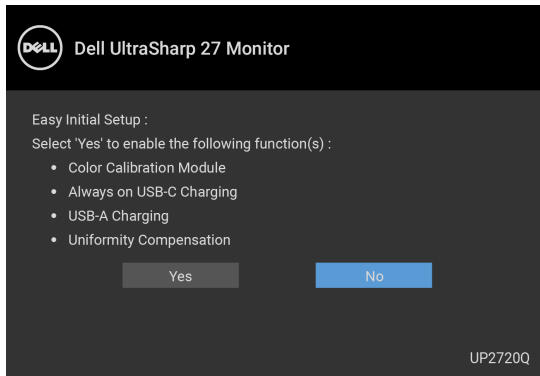 DELL Dell UltraSharp 27 Monitor
Easy Initial Setup :
Select 'Yes' to enable the following function(s) :
• Color Calibration Module
• Always on USB-C Charging
• USB-A Charging
• Uniformity Compensation
Yes No
UP2720Q